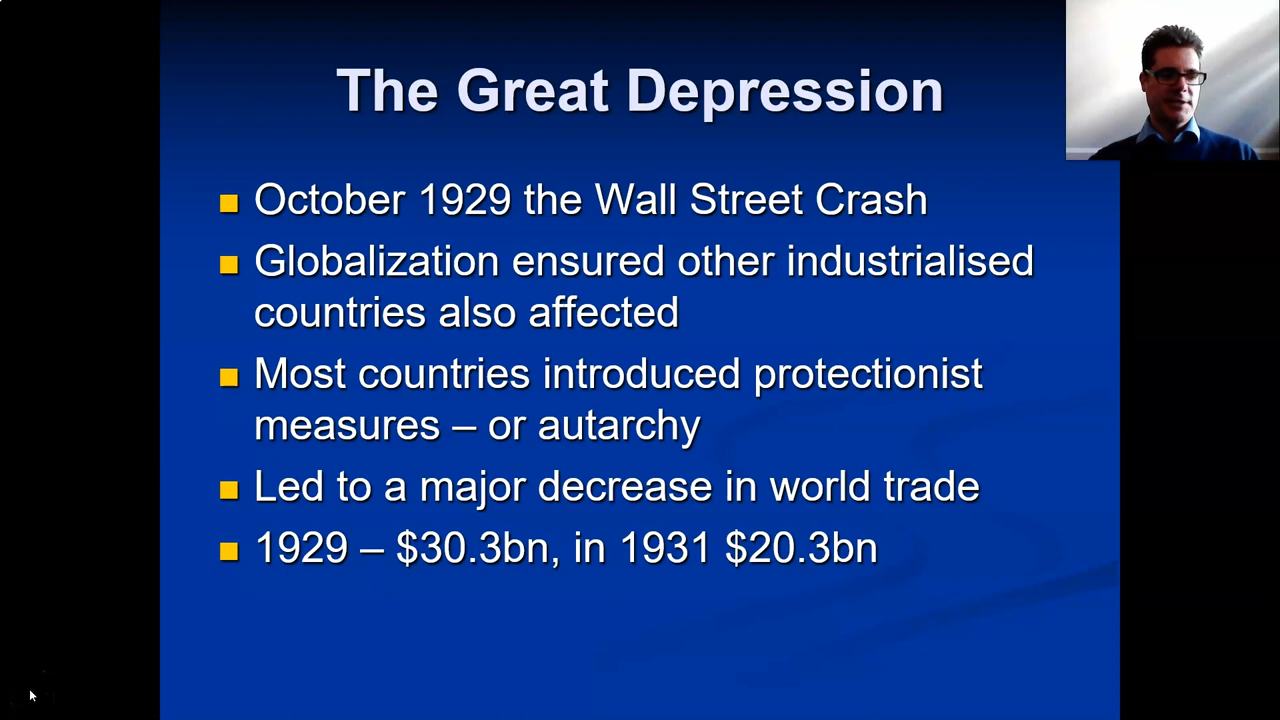 The Great Depression
October 1929 the Wall Street Crash
Globalization ensured other industrialised
countries also affected
Most countries introduced protectionist
measures – or autarchy
Led to a major decrease in world trade
1929 – $30.3bn, in 1931 $20.3bn